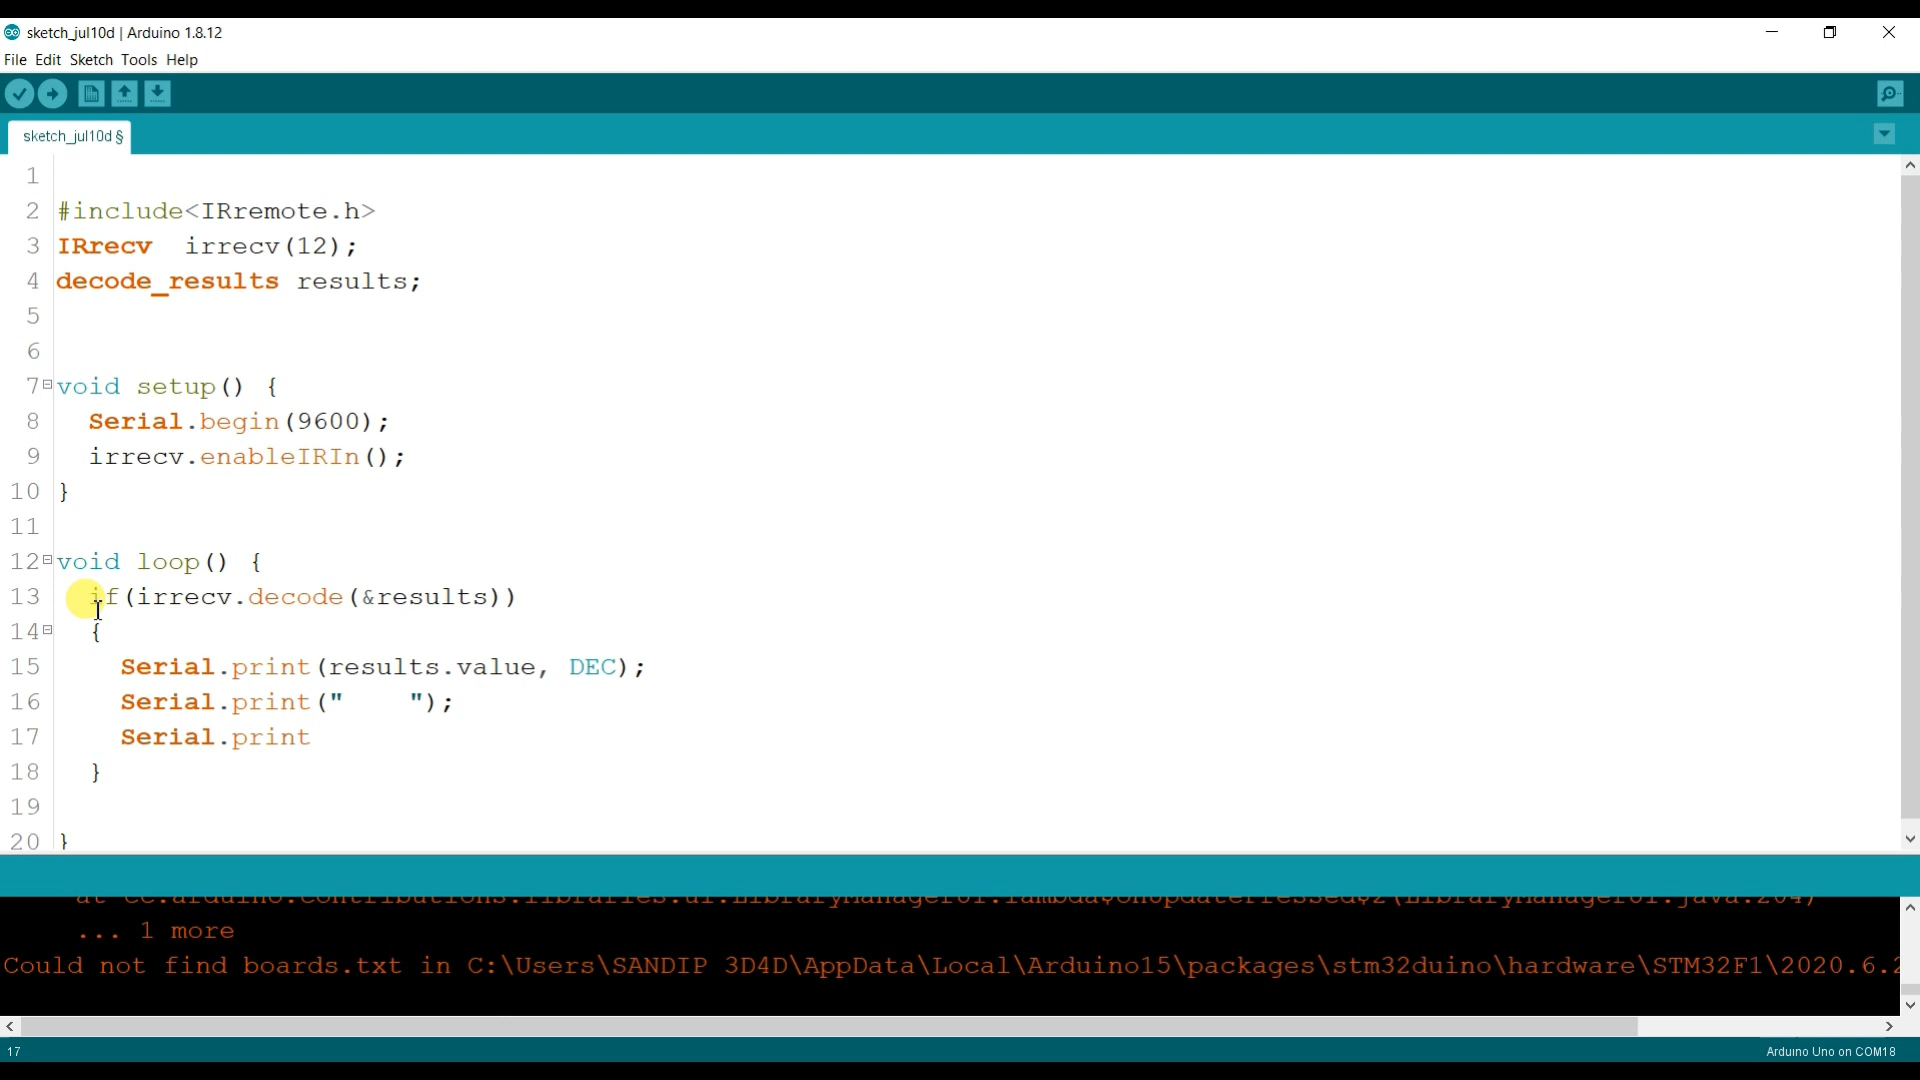 sketch_jul10d | Arduino 1.8.12
File Edit Sketch Tools Help
sketch_jul10d §
1
2 #include<IRremote.h>
3 IRrecv  irrecv(12);
4 decode_results results;
5
6
7 void setup() {
8   Serial.begin(9600);
9   irrecv.enableIRIn();
10 }
11
12 void loop() {
13   if(irrecv.decode(&results))
14   {
15     Serial.print(results.value, DEC);
16     Serial.print("    ");
17     Serial.print
18   }
19
20 }
... 1 more
Could not find boards.txt in C:\Users\SANDIP 3D4D\AppData\Local\Arduino15\packages\stm32duino\hardware\STM32F1\2020.6.2
17
Arduino Uno on COM18